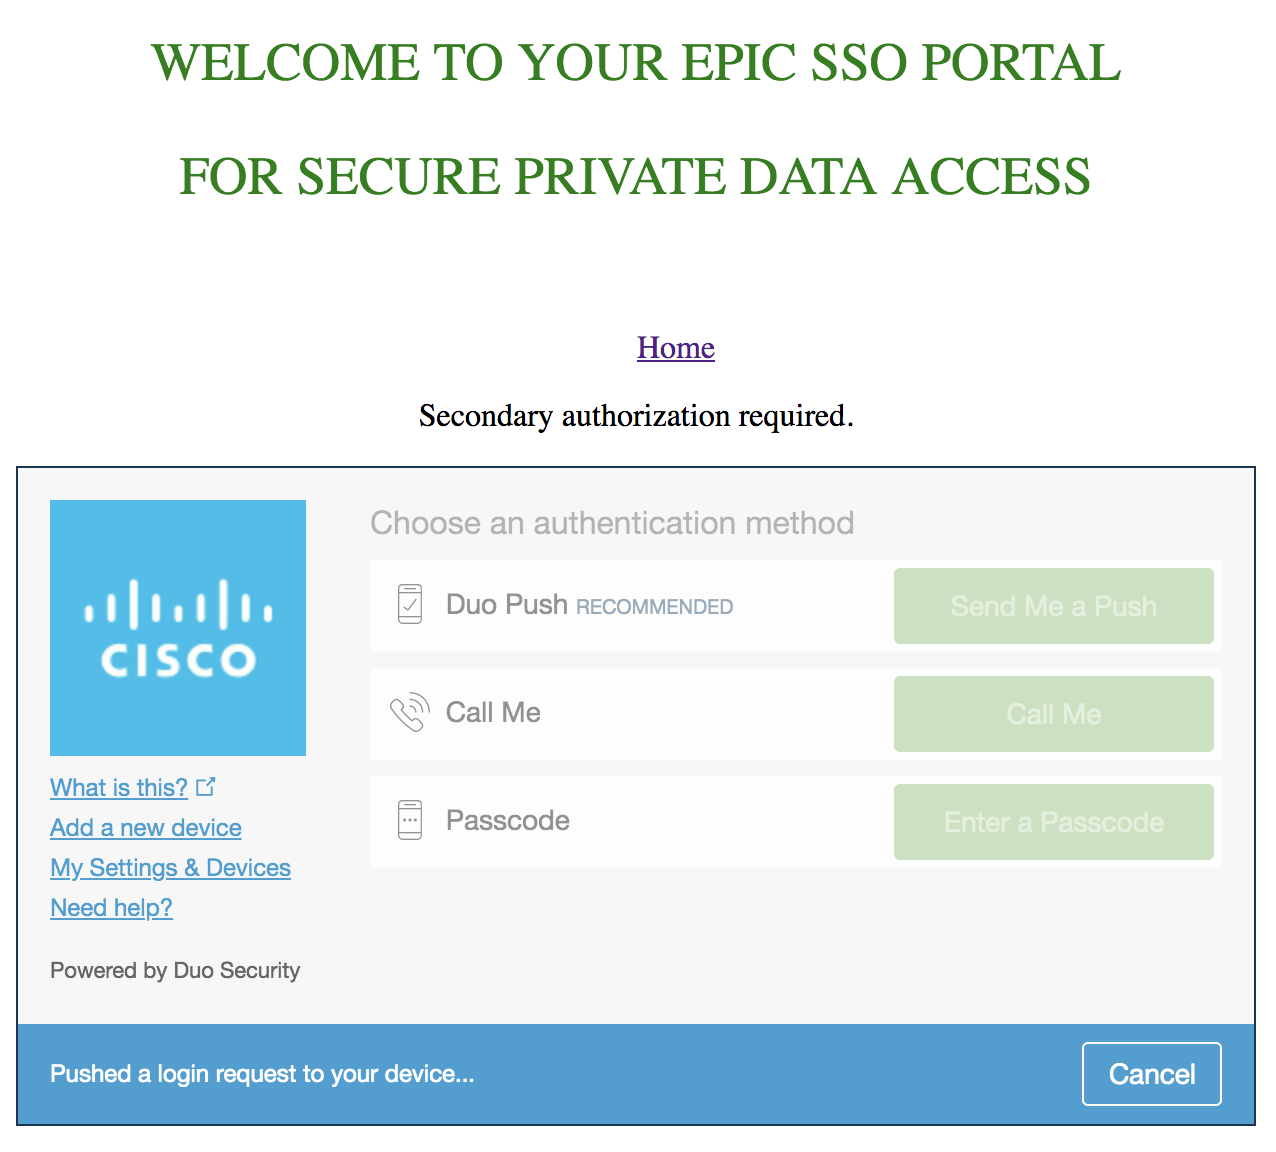 WELCOME TO YOUR EPIC SSO PORTAL
FOR SECURE PRIVATE DATA ACCESS
Home
Secondary authorization required.
CISCO
What is this?
Add a new device
My Settings & Devices
Need help?
Powered by Duo Security
Choose an authentication method
Duo Push RECOMMENDED
Send Me a Push
Call Me
Call Me
Passcode
Enter a Passcode
Pushed a login request to your device...
Cancel